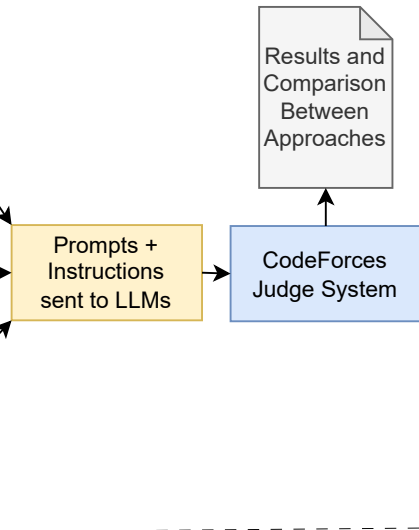 Results and
Comparison
Between
Approaches
Prompts +
Instructions
sent to LLMs
CodeForces
Judge System